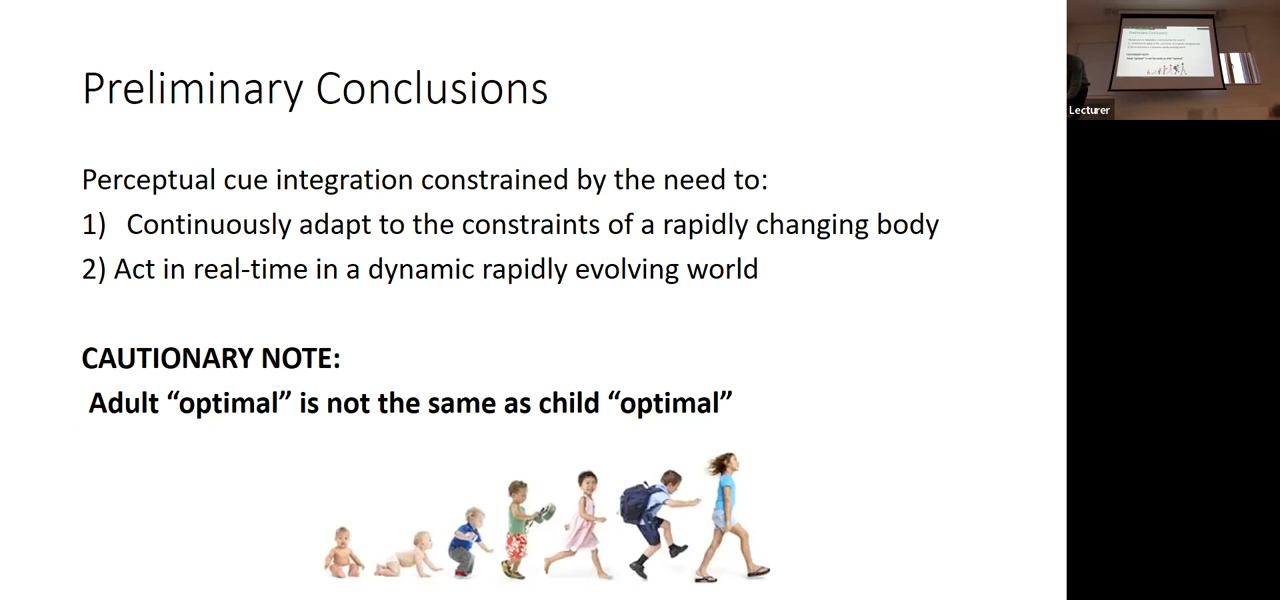 Preliminary Conclusions
Perceptual cue integration constrained by the need to:
1) Continuously adapt to the constraints of a rapidly changing body
2) Act in real-time in a dynamic rapidly evolving world
CAUTIONARY NOTE:
Adult “optimal” is not the same as child “optimal”
Lecturer